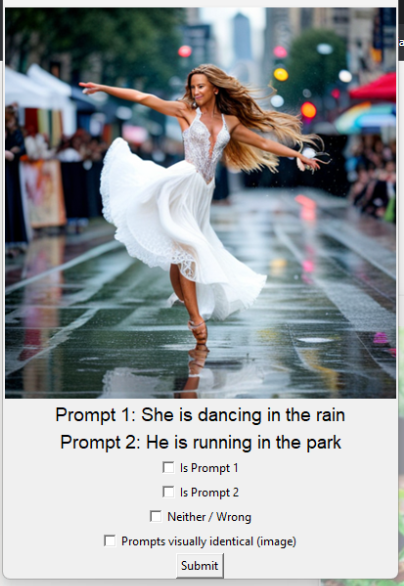 Prompt 1: She is dancing in the rain
Prompt 2: He is running in the park
Is Prompt 1
Is Prompt 2
Neither / Wrong
Prompts visually identical (image)
Submit